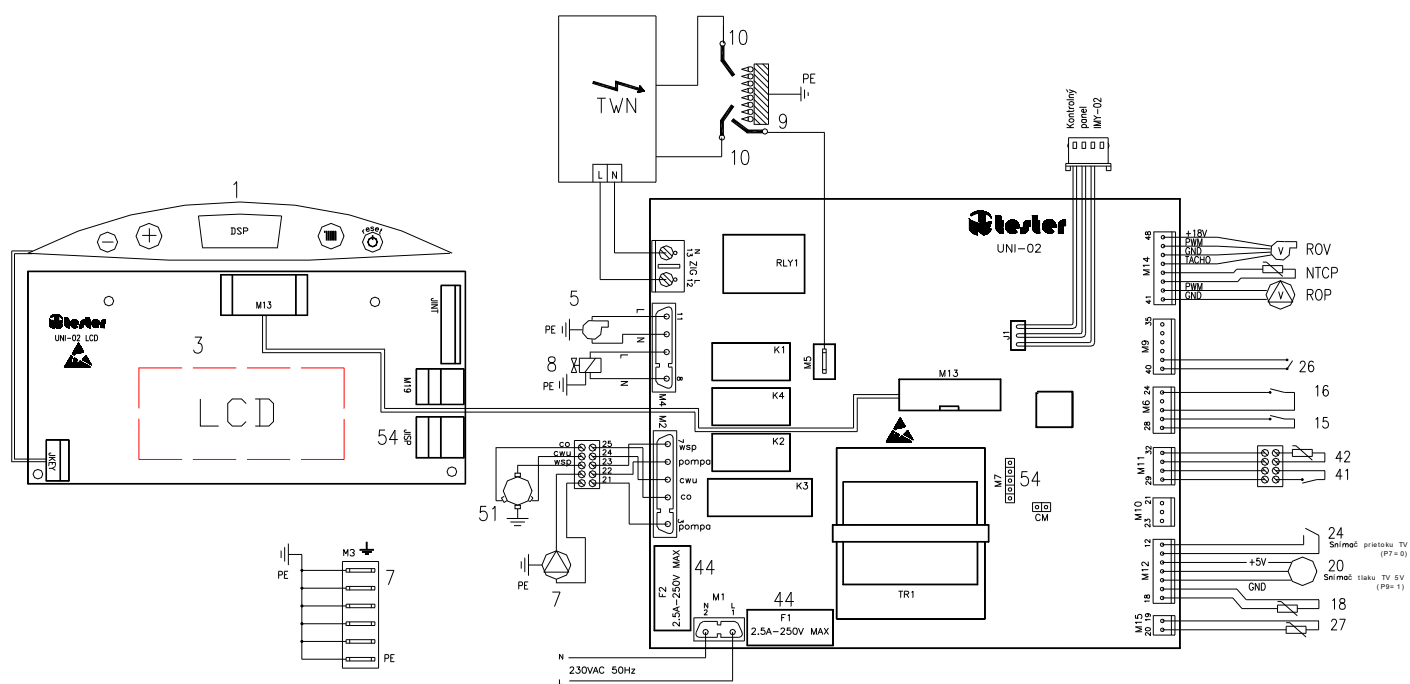 1
DSP
reset
M13
JINT
tester
UNI-02 LCD
3
LCD
M19
JISP
54
JKEY
TWN
L N
10
10
9
PE
Kontrolný
panel
IMY-02
tester
UNI-02
RLY1
N
13
ZIG
12
L
5
PE
L
N
11
8
PE
L
N
8
M4
K1
K4
K2
K3
M5
J1
M13
M2
7
wsp
pompa
cwu
co
3
pompa
co
cwu
wsp
25
24
23
22
21
51
PE
7
M3
PE
7
PE
F2
2.5A-250V MAX
44
M1
N
2
L
1
44
F1
2.5A-250V MAX
N
230VAC 50Hz
L
M7
54
CM
TR1
48
M14
41
+18V
PWM
GND
TACHO
PWM
GND
V
ROV
NTCP
V
ROP
35
M9
40
26
24
M6
28
16
15
32
M11
29
42
41
21
M10
23
12
M12
18
24
Snímač prietoku TV
(P7=0)
+5V
20
Snímač tlaku TV 5V
(P9=1)
GND
18
19
M15
20
27